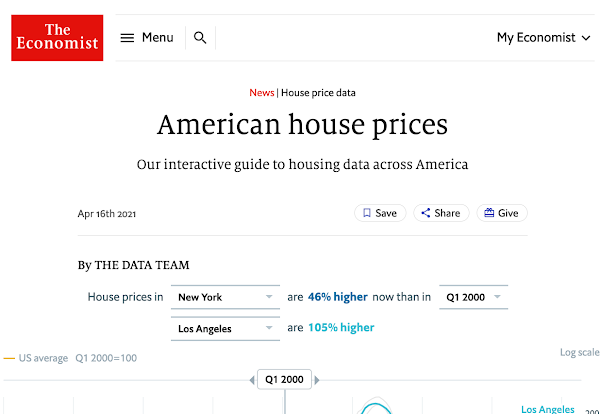 The
Economist
Menu
My Economist
News | House price data
American house prices
Our interactive guide to housing data across America
Apr 16th 2021
Save
Share
Give
By THE DATA TEAM
House prices in New York are 46% higher now than in Q1 2000
Los Angeles are 105% higher
US average Q1 2000=100
Log scale
Q1 2000
Los Angeles